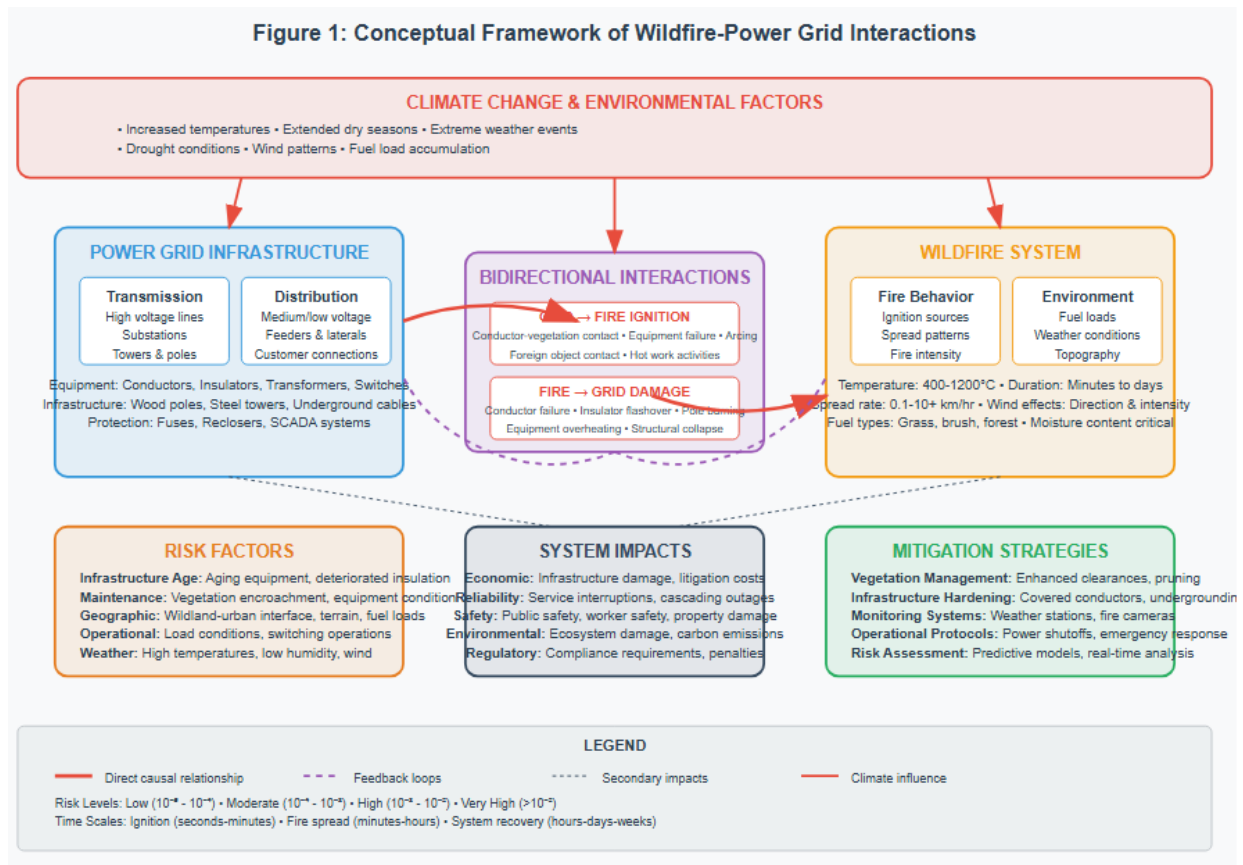 Figure 1: Conceptual Framework of Wildfire-Power Grid Interactions
CLIMATE CHANGE & ENVIRONMENTAL FACTORS
• Increased temperatures • Extended dry seasons • Extreme weather events
• Drought conditions • Wind patterns • Fuel load accumulation
POWER GRID INFRASTRUCTURE
Transmission
High voltage lines
Substations
Towers & poles
Distribution
Medium/low voltage
Feeders & laterals
Customer connections
Equipment: Conductors, Insulators, Transformers, Switches
Infrastructure: Wood poles, Steel towers, Underground cables
Protection: Fuses, Reclosers, SCADA systems
BIDIRECTIONAL INTERACTIONS
→ FIRE IGNITION
Conductor-vegetation contact • Equipment failure • Arcing
Foreign object contact • Hot work activities
FIRE → GRID DAMAGE
Conductor failure • Insulator flashover • Pole burning
Equipment overheating • Structural collapse
WILDFIRE SYSTEM
Fire Behavior
Ignition sources
Spread patterns
Fire intensity
Environment
Fuel loads
Weather conditions
Topography
Temperature: 400-1200°C • Duration: Minutes to days
Spread rate: 0.1-10+ km/hr • Wind effects: Direction & intensity
Fuel types: Grass, brush, forest • Moisture content critical
RISK FACTORS
Infrastructure Age: Aging equipment, deteriorated insulation
Maintenance: Vegetation encroachment, equipment condition
Geographic: Wildland-urban interface, terrain, fuel loads
Operational: Load conditions, switching operations
Weather: High temperatures, low humidity, wind
SYSTEM IMPACTS
Economic: Infrastructure damage, litigation costs
Reliability: Service interruptions, cascading outages
Safety: Public safety, worker safety, property damage
Environmental: Ecosystem damage, carbon emissions
Regulatory: Compliance requirements, penalties
MITIGATION STRATEGIES
Vegetation Management: Enhanced clearances, pruning
Infrastructure Hardening: Covered conductors, undergroundin
Monitoring Systems: Weather stations, fire cameras
Operational Protocols: Power shutoffs, emergency response
Risk Assessment: Predictive models, real-time analysis
LEGEND
Direct causal relationship
Feedback loops
Secondary impacts
Climate influence
Risk Levels: Low • Moderate • High • Very High
Time Scales: Ignition (seconds-minutes) • Fire spread (minutes-hours) • System recovery (hours-days-weeks)